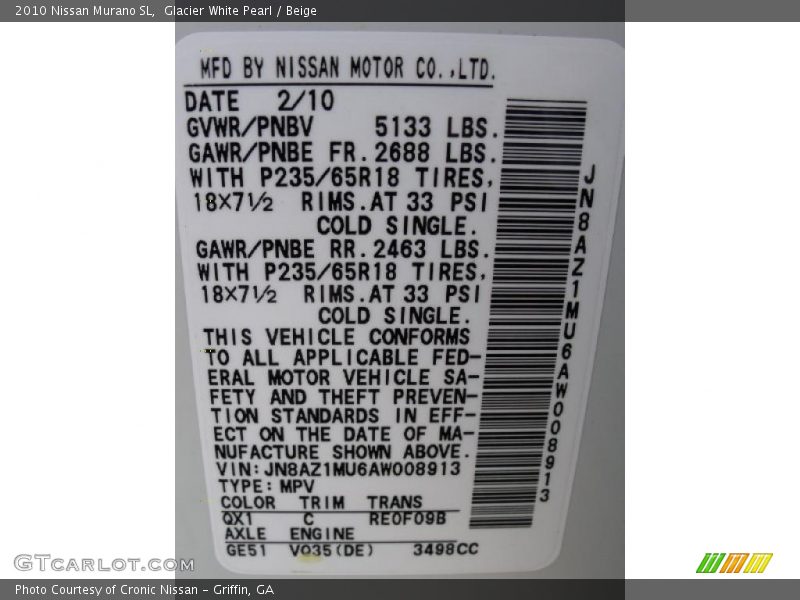 2010 Nissan Murano SL,  Glacier White Pearl / Beige
MFD BY NISSAN MOTOR CO.,LTD.
DATE 2/10
GVWR/PNBV 5133 LBS.
GAWR/PNBE FR.2688 LBS.
WITH P235/65R18 TIRES,
18×7½ RIMS.AT 33 PSI
COLD SINGLE.
GAWR/PNBE RR.2463 LBS.
WITH P235/65R18 TIRES,
18×7½ RIMS.AT 33 PSI
COLD SINGLE.
THIS VEHICLE CONFORMS
TO ALL APPLICABLE FED-
ERAL MOTOR VEHICLE SA-
FETY AND THEFT PREVEN-
TION STANDARDS IN EFF-
ECT ON THE DATE OF MA-
NUFACTURE SHOWN ABOVE.
VIN:JN8AZ1MU6AW008913
TYPE:MPV
COLOR TRIM TRANS
QX1 C RE0F09B
AXLE ENGINE
GE51 VQ35(DE) 3498CC
JN8AZ1MU6AW008913
GTCARLOT.COM
Photo Courtesy of Cronic Nissan - Griffin, GA